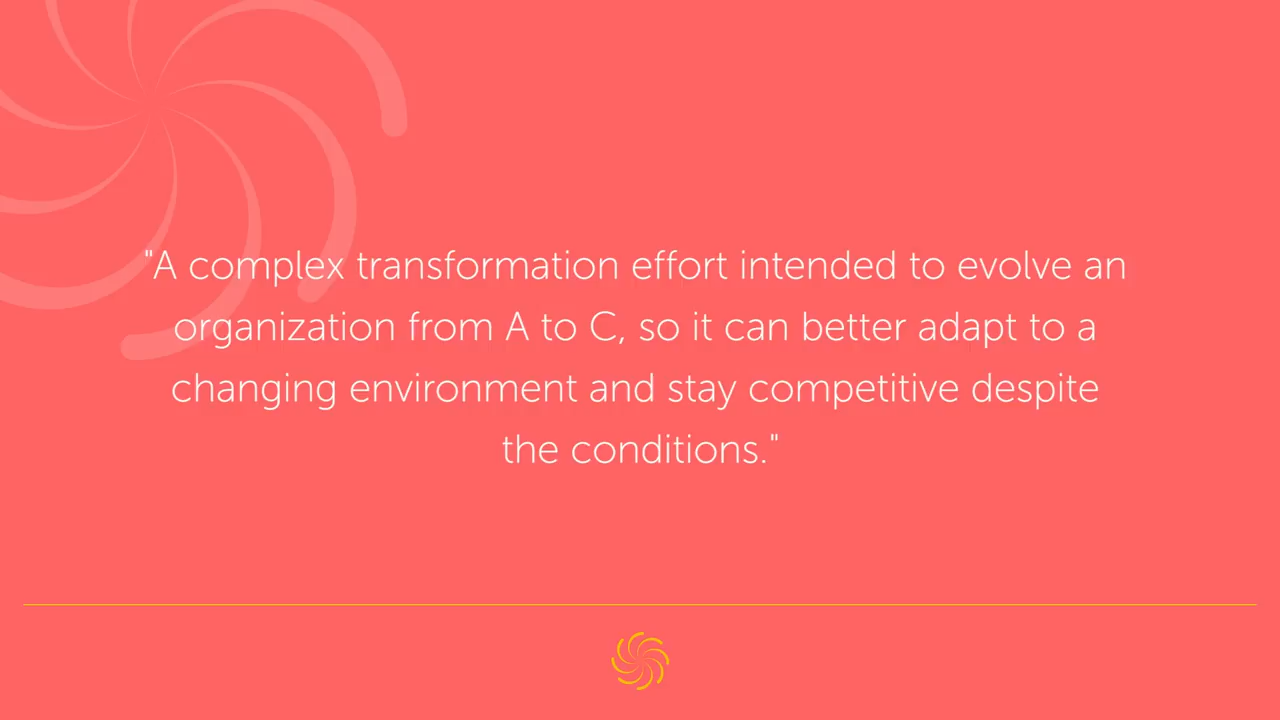 "A complex transformation effort intended to evolve an
organization from A to C, so it can better adapt to a
changing environment and stay competitive despite
the conditions."